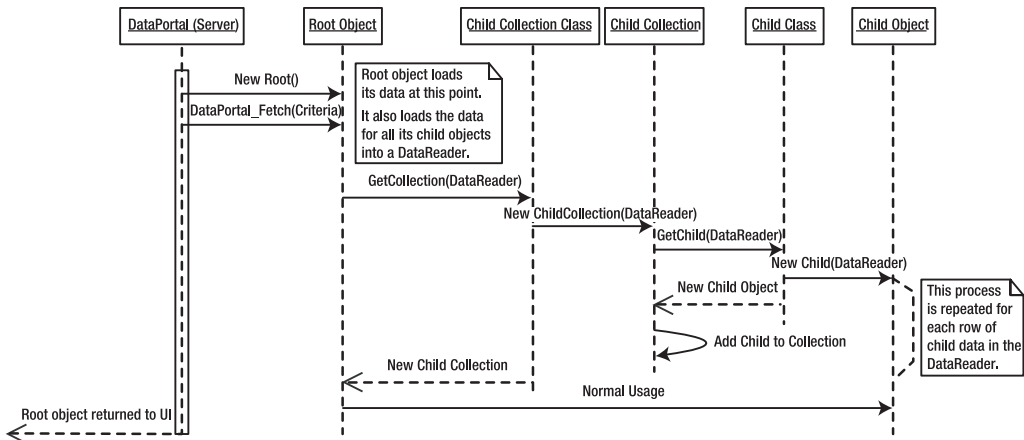 DataPortal (Server)
Root Object
Child Collection Class
Child Collection
Child Class
Child Object
New Root()
DataPortal_Fetch(Criteria)
Root object loads
its data at this point.
It also loads the data
for all its child objects
into a DataReader.
GetCollection(DataReader)
New ChildCollection(DataReader)
GetChild(DataReader)
New Child(DataReader)
New Child Object
This process
is repeated for
each row of
child data in the
DataReader.
Add Child to Collection
New Child Collection
Normal Usage
Root object returned to UI